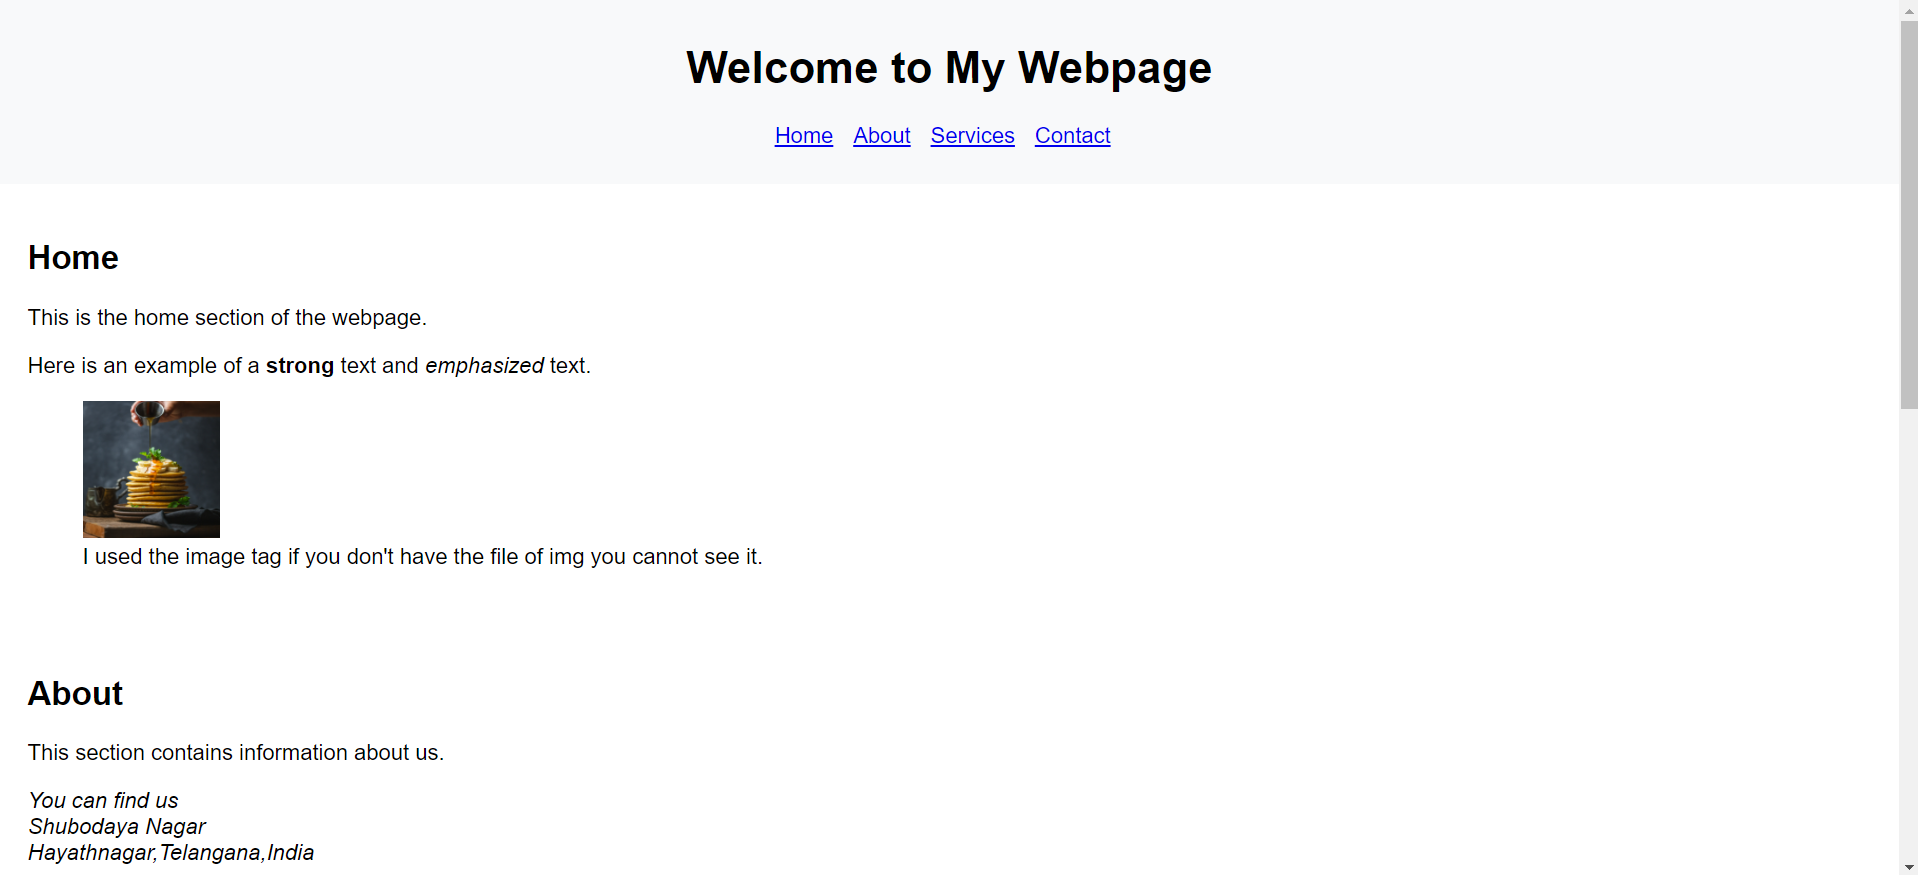 Welcome to My Webpage
Home About Services Contact
Home
This is the home section of the webpage.
Here is an example of a strong text and emphasized text.
I used the image tag if you don't have the file of img you cannot see it.
About
This section contains information about us.
You can find us
Shubodaya Nagar
Hayathnagar,Telangana,India